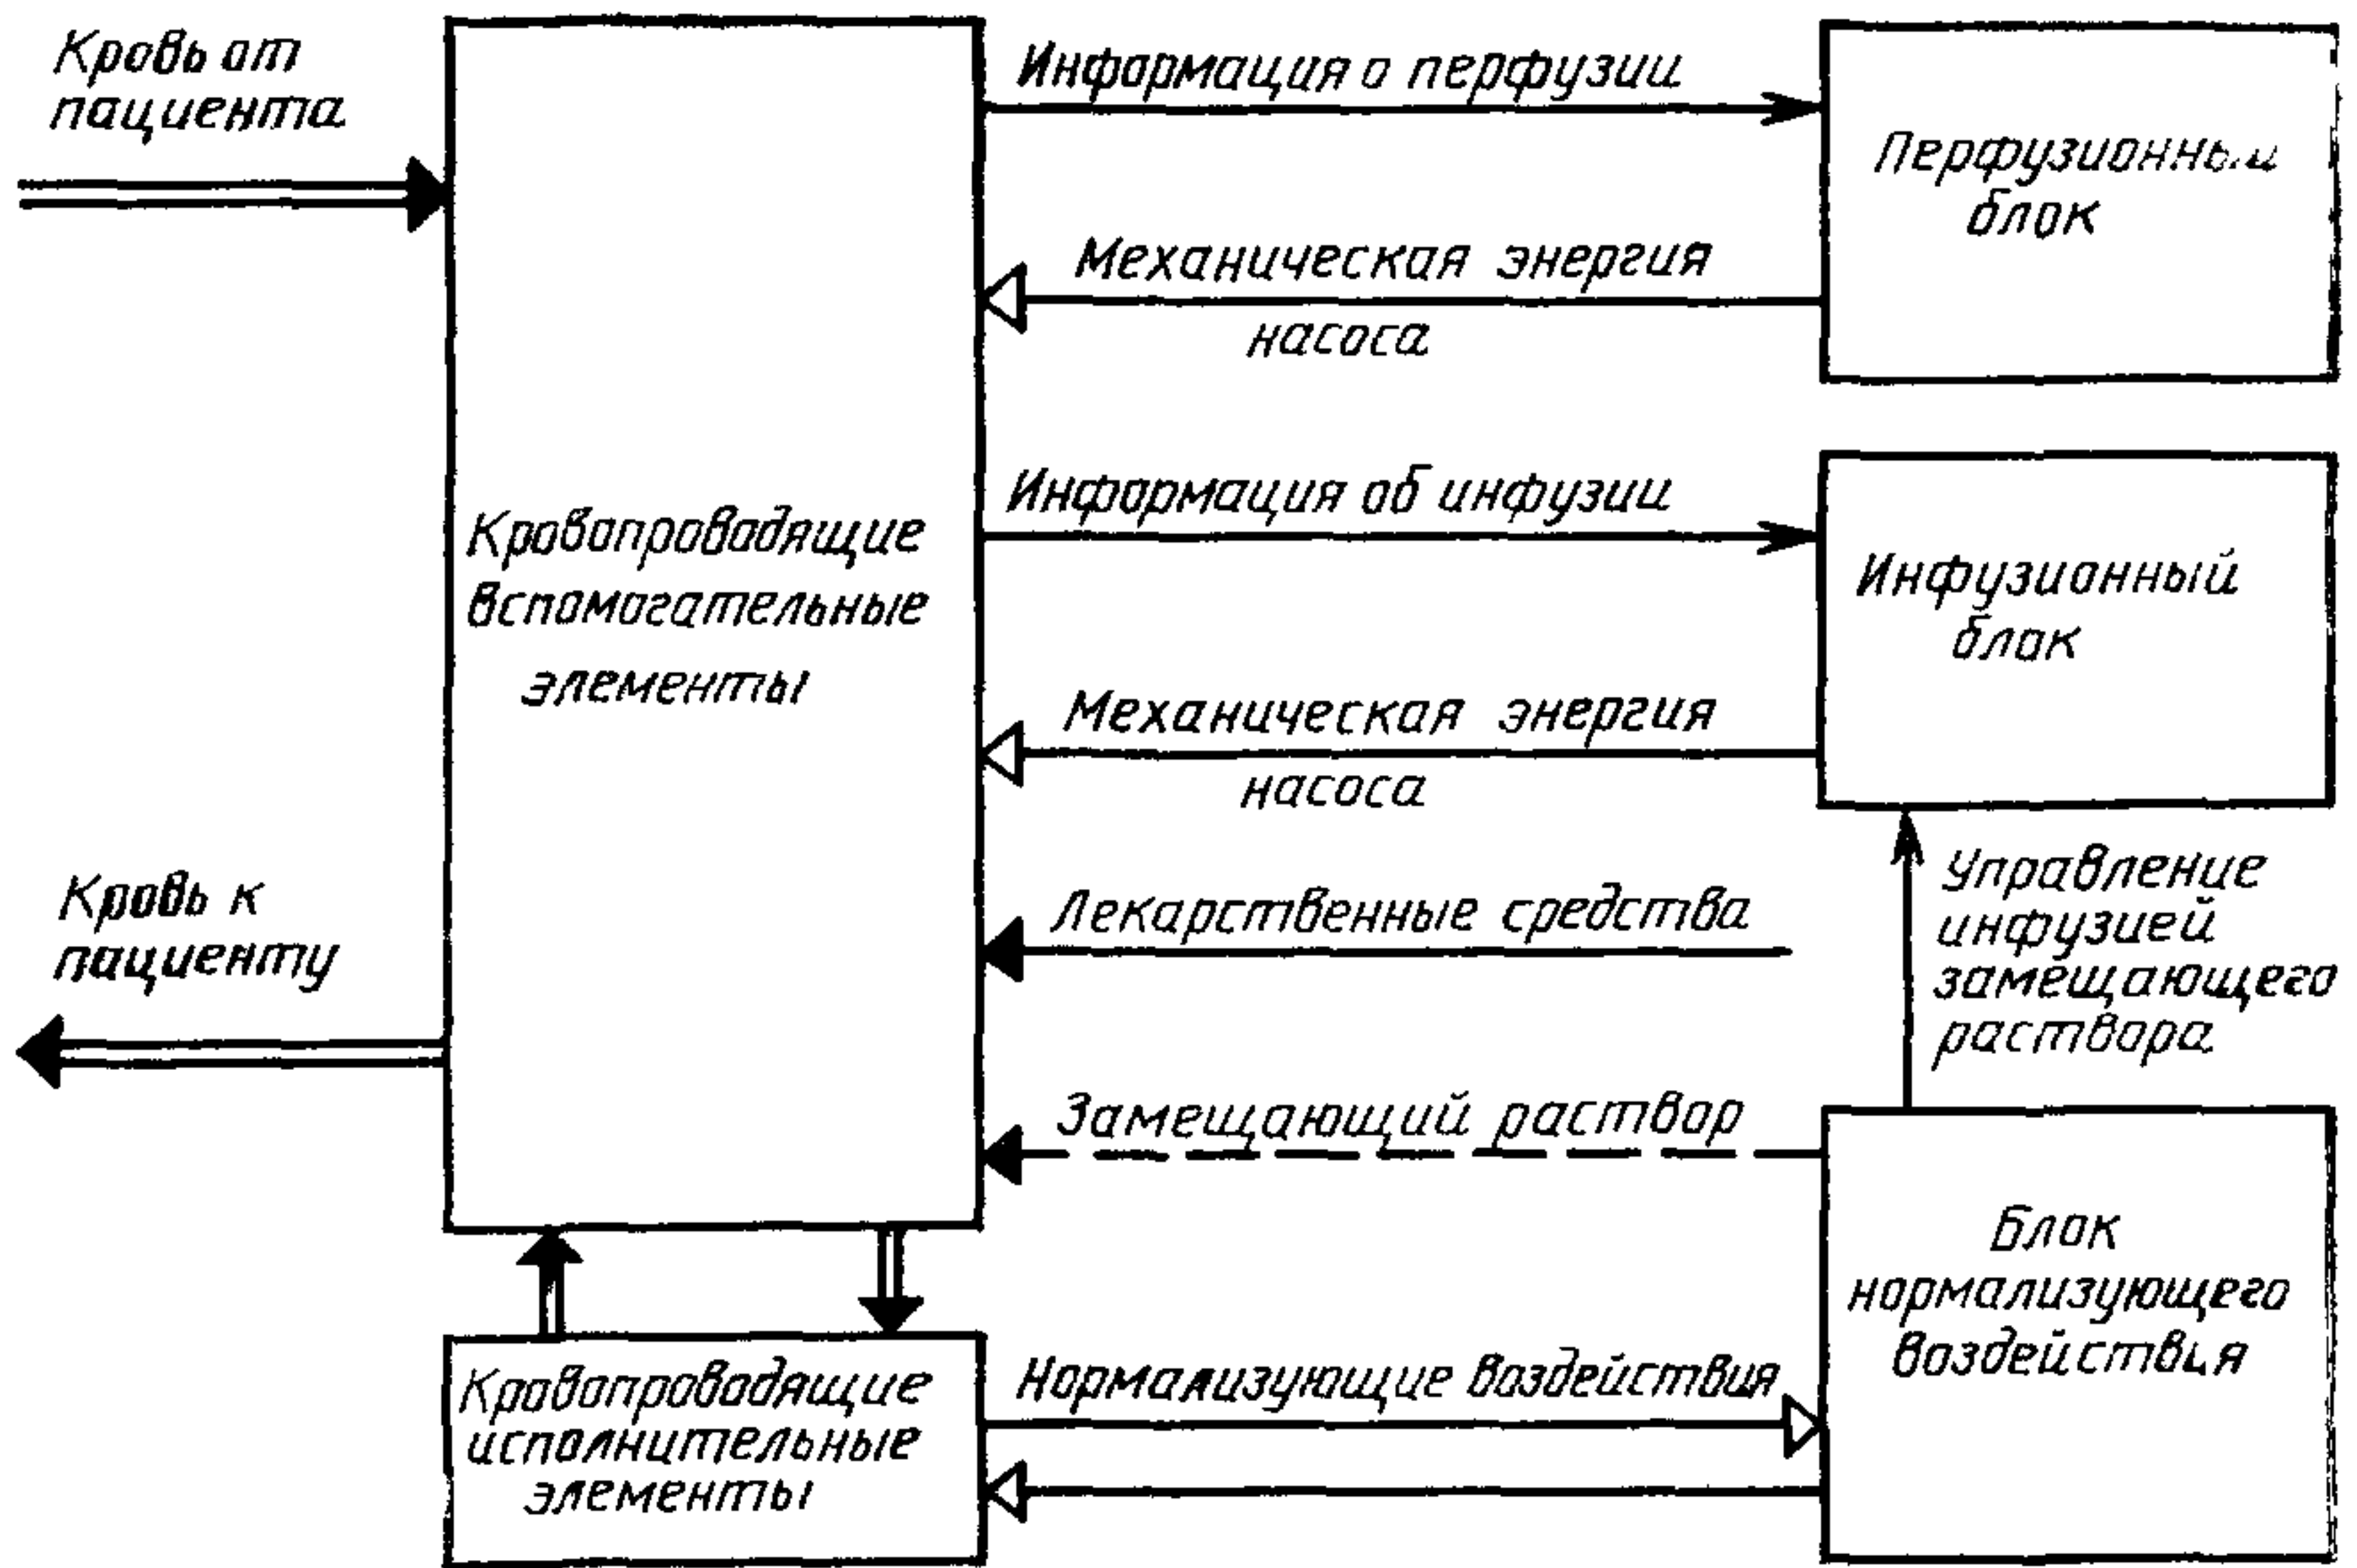 Кровь от
пациента
Информация о перфузии
Перфузионный
блок
Механическая энергия
насоса
Информация об инфузии
Инфузионный
блок
Кровопроводящие
вспомогательные
элементы
Механическая энергия
насоса
Кровь к
пациенту
Лекарственные средства
Управление
инфузией
замещающего
раствора
Замещающий раствор
Блок
нормализующего
воздействия
Кровопроводящие
исполнительные
элементы
Нормализующие воздействия